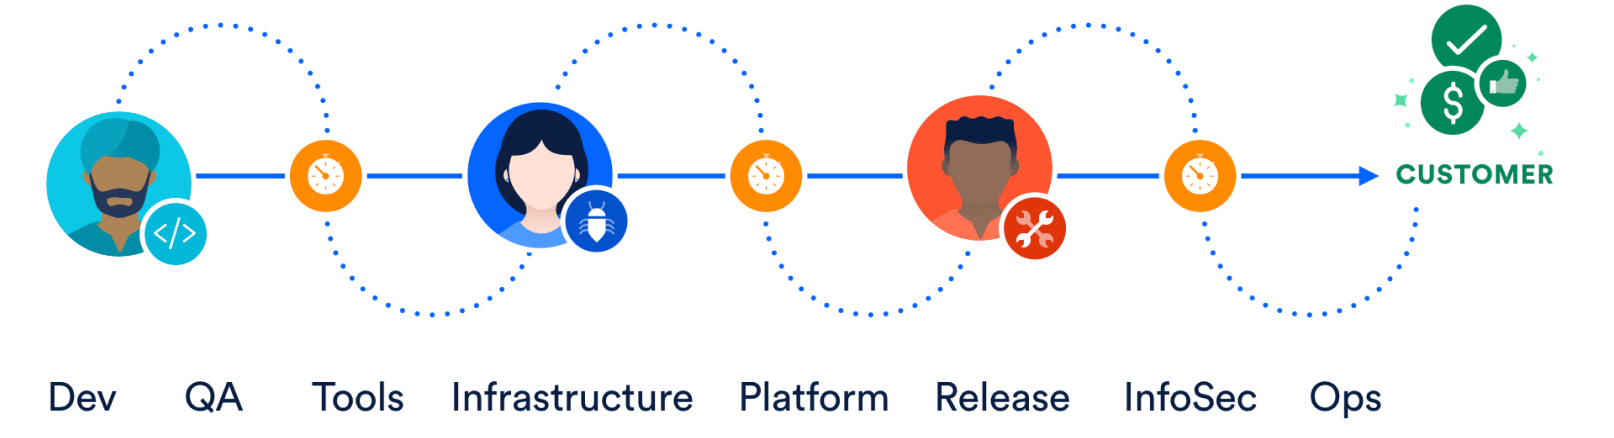 CUSTOMER
Dev QA Tools Infrastructure Platform Release InfoSec Ops